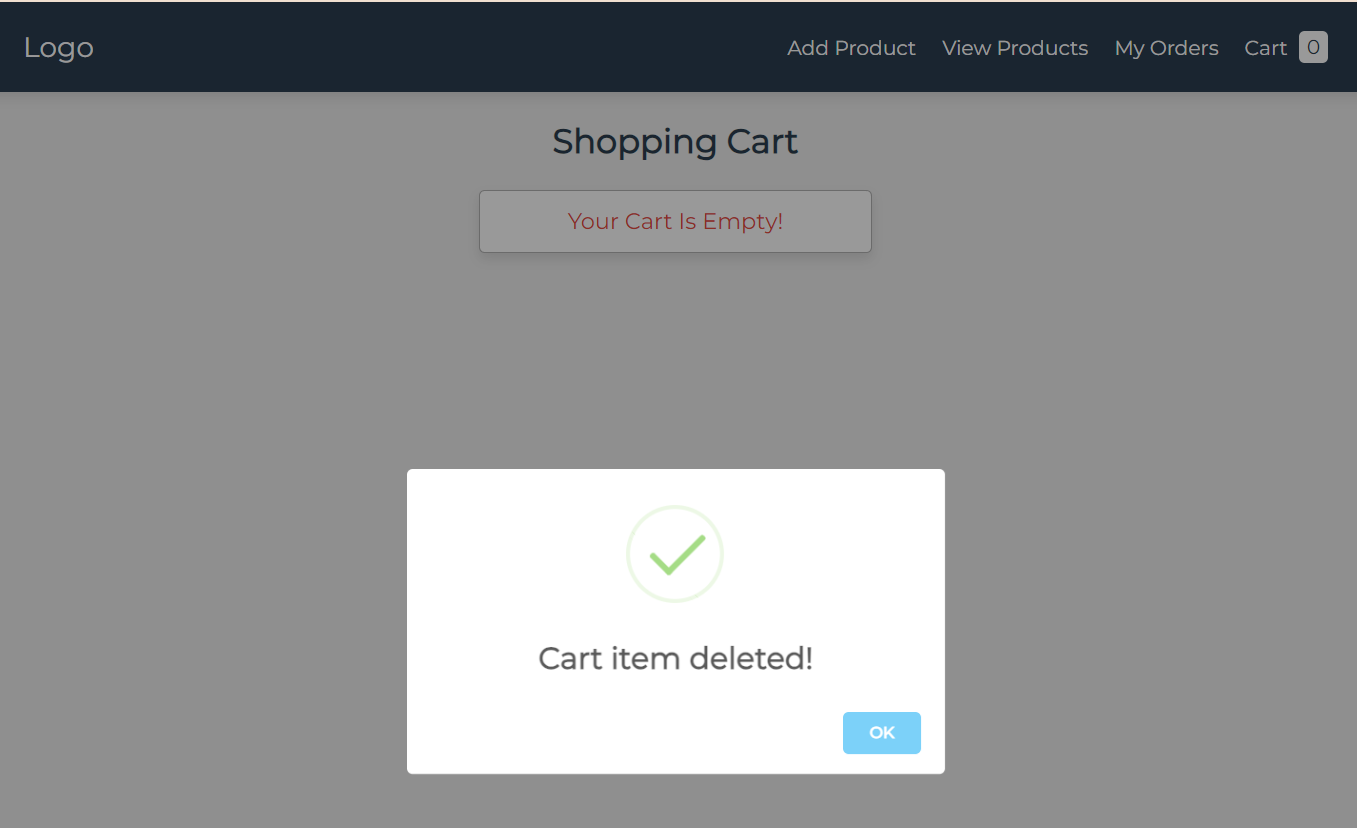 Logo Add Product View Products My Orders Cart 0
Shopping Cart
Your Cart Is Empty!
Cart item deleted!
OK